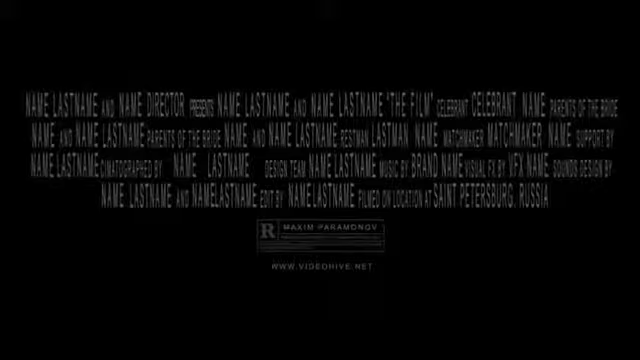 NAME LASTNAME AND NAME DIRECTOR PRESENTS NAME LASTNAME AND NAME LASTNAME "THE FILM" CELEBRANT CELEBRANT NAME PARENTS OF THE BRIDE
NAME AND NAME LASTNAME PARENTS OF THE BRIDE NAME AND NAME LASTNAME RESTMAN LASTMAN NAME MATCHMAKER MATCHMAKER NAME SUPPORT BY
NAME LASTNAME CIMATOGRAPHED BY NAME LASTNAME DESIGN TEAM NAME LASTNAME MUSIC BY BRAND NAME VISUAL FX BY VFX NAME SOUNDS DESIGN BY
NAME LASTNAME AND NAMELASTNAME EDIT BY NAMELASTNAME FILMED ON LOCATION AT SAINT PETERSBURG, RUSSIA
R MAXIM PARAMONOV
WWW.VIDEOHIVE.NET